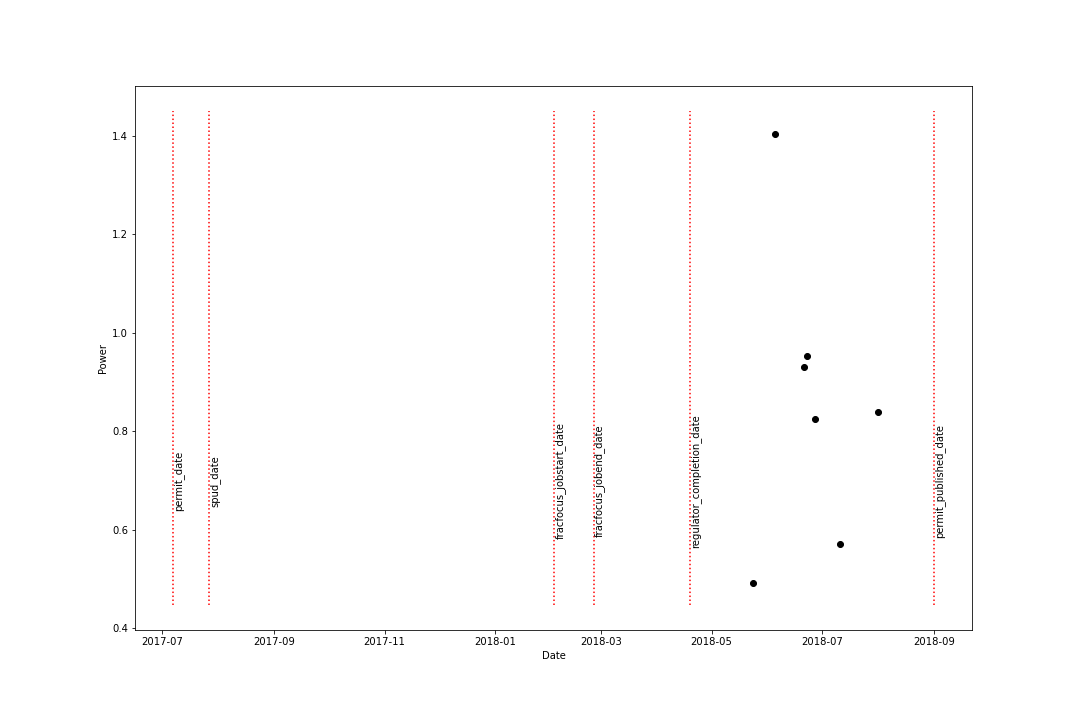 1.4
1.2
1.0
0.8
0.6
0.4
Power
permit_date
spud_date
fracfocus_jobstart_date
fracfocus_jobend_date
regulator_completion_date
permit_published_date
2017-07
2017-09
2017-11
2018-01
2018-03
2018-05
2018-07
2018-09
Date